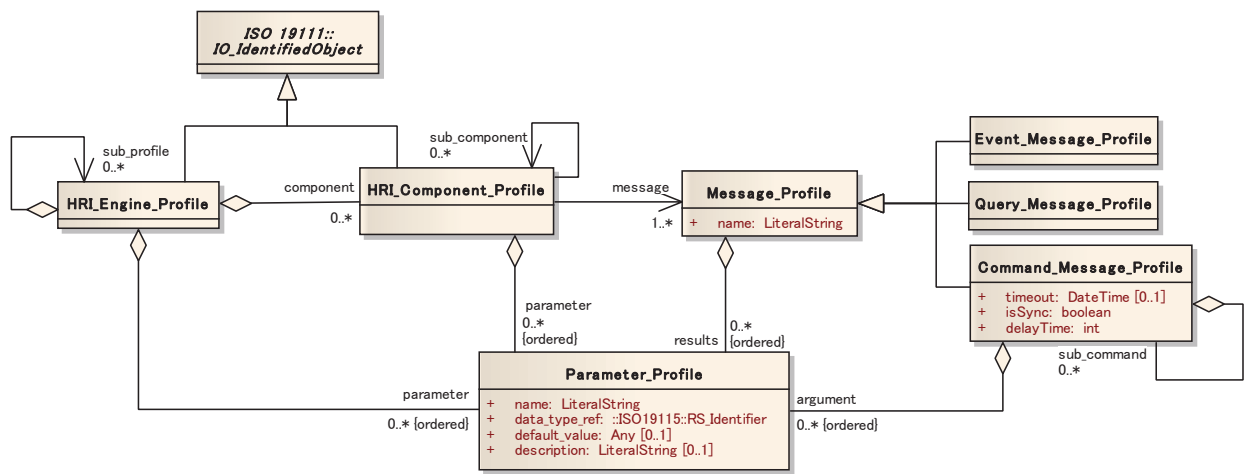 ISO 19111::
IO_IdentifiedObject
sub_profile
0..*
HRI_Engine_Profile
component
0..*
sub_component
0..*
HRI_Component_Profile
message
1..*
Message_Profile
+ name: LiteralString
Event_Message_Profile
Query_Message_Profile
Command_Message_Profile
+ timeout: DateTime [0..1]
+ isSync: boolean
+ delayTime: int
sub_command
0..*
parameter
0..*
{ordered}
results
0..*
{ordered}
parameter
0..* {ordered}
Parameter_Profile
+ name: LiteralString
+ data_type_ref: ::ISO19115::RS_Identifier
+ default_value: Any [0..1]
+ description: LiteralString [0..1]
argument
0..* {ordered}